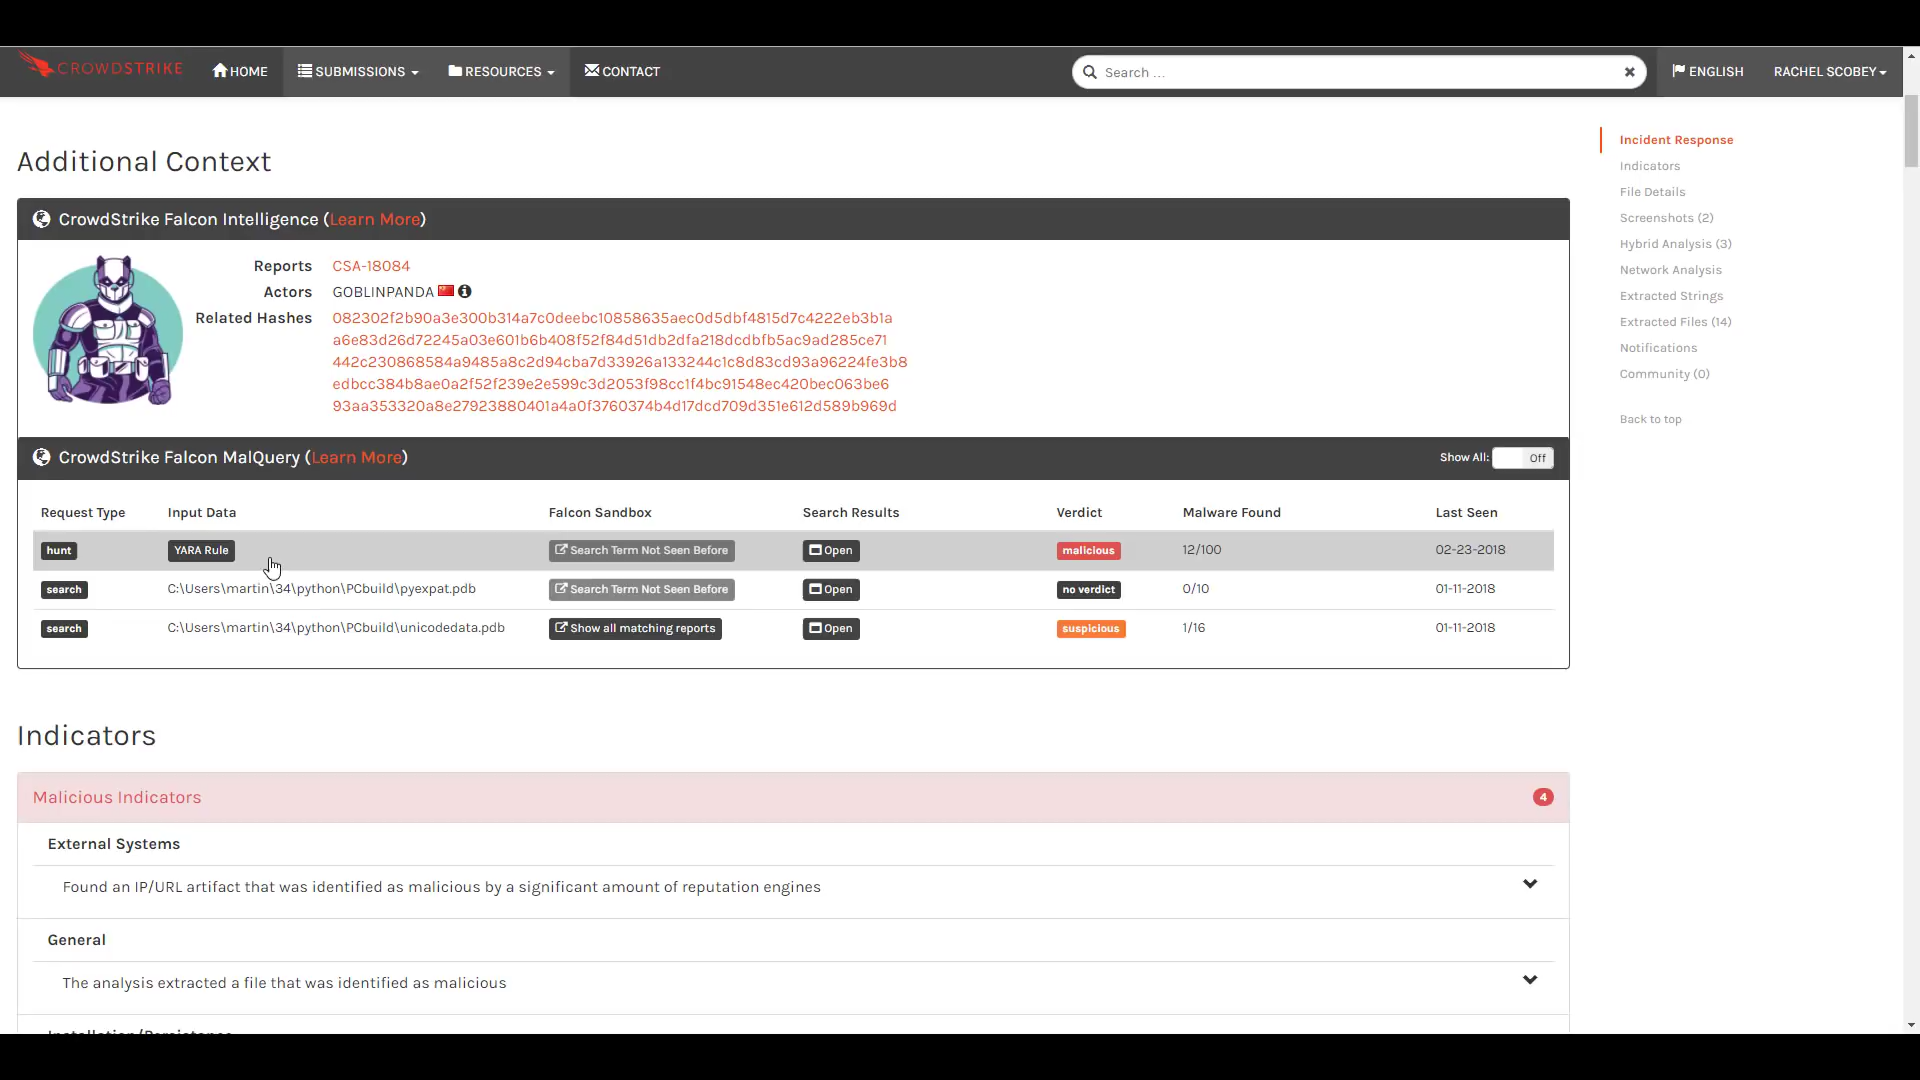 CROWDSTRIKE HOME SUBMISSIONS RESOURCES CONTACT Search ... ENGLISH RACHEL SCOBEY
Additional Context
CrowdStrike Falcon Intelligence (Learn More)
Reports CSA-18084
Actors GOBLINPANDA
Related Hashes 082302f2b90a3e300b314a7c0deebc10858635aec0d5dbf4815d7c4222eb3b1a
a6e83d26d72245a03e601b6b408f52f84d51db2dfa218dcdbfb5ac9ad285ce71
442c230868584a9485a8c2d94cba7d33926a133244c1c8d83cd93a96224fe3b8
edbcc384b8ae0a2f52f239e2e599c3d2053f98cc1f4bc91548ec420bec063be6
93aa353320a8e27923880401a4a0f3760374b4d17dcd709d351e612d589b969d
CrowdStrike Falcon MalQuery (Learn More) Show All: Off
Request Type Input Data Falcon Sandbox Search Results Verdict Malware Found Last Seen
hunt YARA Rule Search Term Not Seen Before Open malicious 12/100 02-23-2018
search C:\Users\martin\34\python\PCbuild\pyexpat.pdb Search Term Not Seen Before Open no verdict 0/10 01-11-2018
search C:\Users\martin\34\python\PCbuild\unicodedata.pdb Show all matching reports Open suspicious 1/16 01-11-2018
Indicators
Malicious Indicators 4
External Systems
Found an IP/URL artifact that was identified as malicious by a significant amount of reputation engines
General
The analysis extracted a file that was identified as malicious
Installation/Persistance
Incident Response
Indicators
File Details
Screenshots (2)
Hybrid Analysis (3)
Network Analysis
Extracted Strings
Extracted Files (14)
Notifications
Community (0)
Back to top